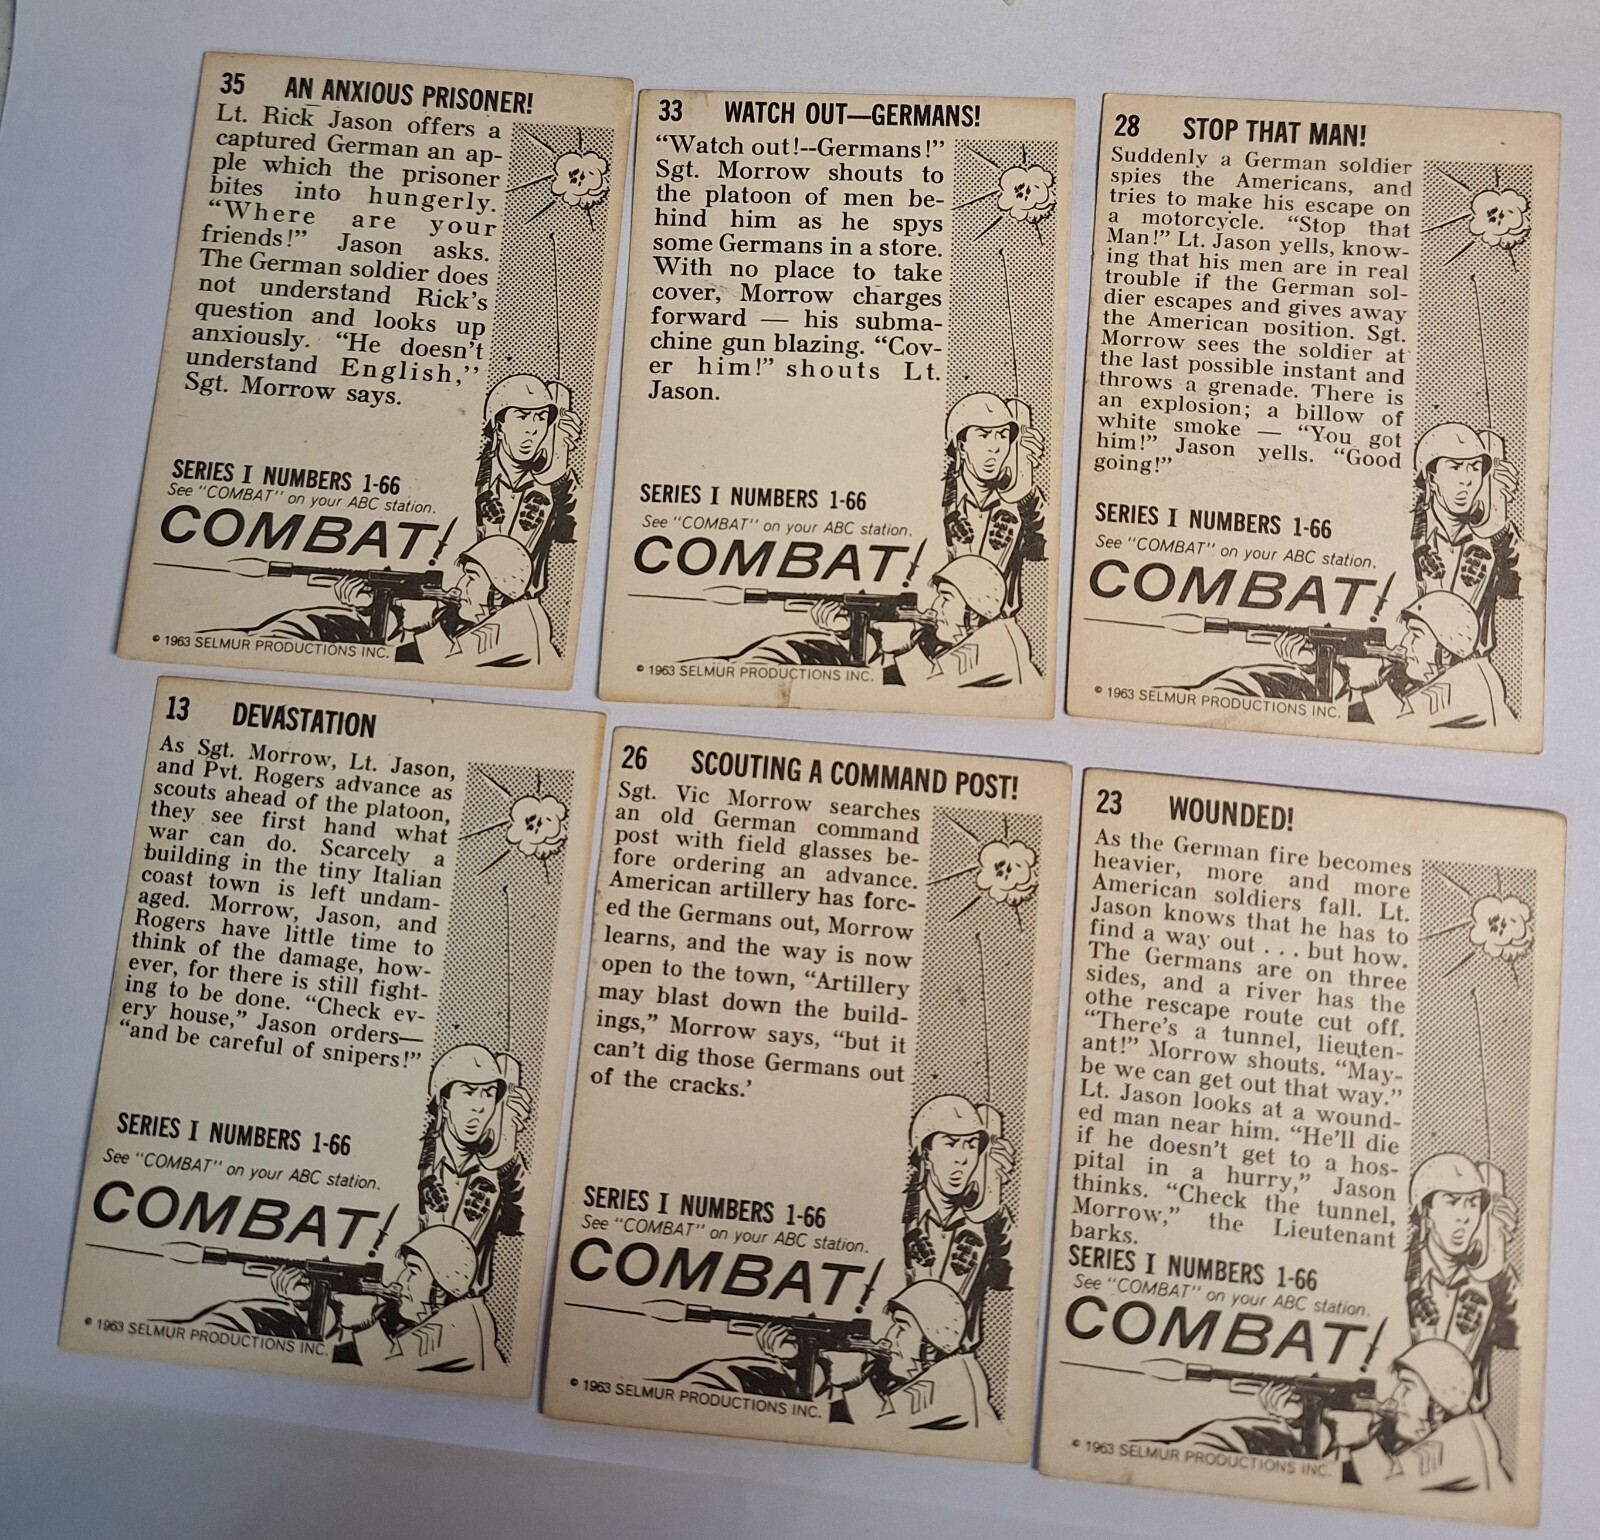 35 AN ANXIOUS PRISONER!
Lt. Rick Jason offers a
captured German an ap-
ple which the prisoner
bites into hungerly.
“Where are your
friends!” Jason asks.
The German soldier does
not understand Rick’s
question and looks up
anxiously. “He doesn’t
understand English,”
Sgt. Morrow says.
SERIES I NUMBERS 1-66
See "COMBAT" on your ABC station.
COMBAT!
© 1963 SELMUR PRODUCTIONS INC.
33 WATCH OUT—GERMANS!
“Watch out!--Germans!”
Sgt. Morrow shouts to
the platoon of men be-
hind him as he spys
some Germans in a store.
With no place to take
cover, Morrow charges
forward — his subma-
chine gun blazing. “Cov-
er him!” shouts Lt.
Jason.
SERIES I NUMBERS 1-66
See "COMBAT" on your ABC station.
COMBAT!
© 1963 SELMUR PRODUCTIONS INC.
28 STOP THAT MAN!
Suddenly a German soldier
spies the Americans, and
tries to make his escape on
a motorcycle. “Stop that
Man!” Lt. Jason yells, know-
ing that his men are in real
trouble if the German sol-
dier escapes and gives away
the American position. Sgt.
Morrow sees the soldier at
the last possible instant and
throws a grenade. There is
an explosion; a billow of
white smoke — “You got
him!” Jason yells. “Good
going!”
SERIES I NUMBERS 1-66
See "COMBAT" on your ABC station.
COMBAT!
© 1963 SELMUR PRODUCTIONS INC.
13 DEVASTATION
As Sgt. Morrow, Lt. Jason,
and Pvt. Rogers advance as
scouts ahead of the platoon,
they see first hand what
war can do. Scarcely a
building in the tiny Italian
coast town is left undam-
aged. Morrow, Jason, and
Rogers have little time to
think of the damage, how-
ever, for there is still fight-
ing to be done. “Check ev-
ery house,” Jason orders—
“and be careful of snipers!”
SERIES I NUMBERS 1-66
See "COMBAT" on your ABC station.
COMBAT!
© 1963 SELMUR PRODUCTIONS INC.
26 SCOUTING A COMMAND POST!
Sgt. Vic Morrow searches
an old German command
post with field glasses be-
fore ordering an advance.
American artillery has forc-
ed the Germans out, Morrow
learns, and the way is now
open to the town, “Artillery
may blast down the build-
ings,” Morrow says, “but it
can’t dig those Germans out
of the cracks.’
SERIES I NUMBERS 1-66
See "COMBAT" on your ABC station.
COMBAT!
© 1963 SELMUR PRODUCTIONS INC.
23 WOUNDED!
As the German fire becomes
heavier, more and more
American soldiers fall. Lt.
Jason knows that he has to
find a way out . . . but how.
The Germans are on three
sides, and a river has the
othe rescape route cut off.
“There’s a tunnel, lieuten-
ant!” Morrow shouts. “May-
be we can get out that way.”
Lt. Jason looks at a wound-
ed man near him. “He’ll die
if he doesn’t get to a hos-
pital in a hurry,” Jason
thinks. “Check the tunnel,
Morrow,” the Lieutenant
barks.
SERIES I NUMBERS 1-66
See "COMBAT" on your ABC station.
COMBAT!
© 1963 SELMUR PRODUCTIONS INC.